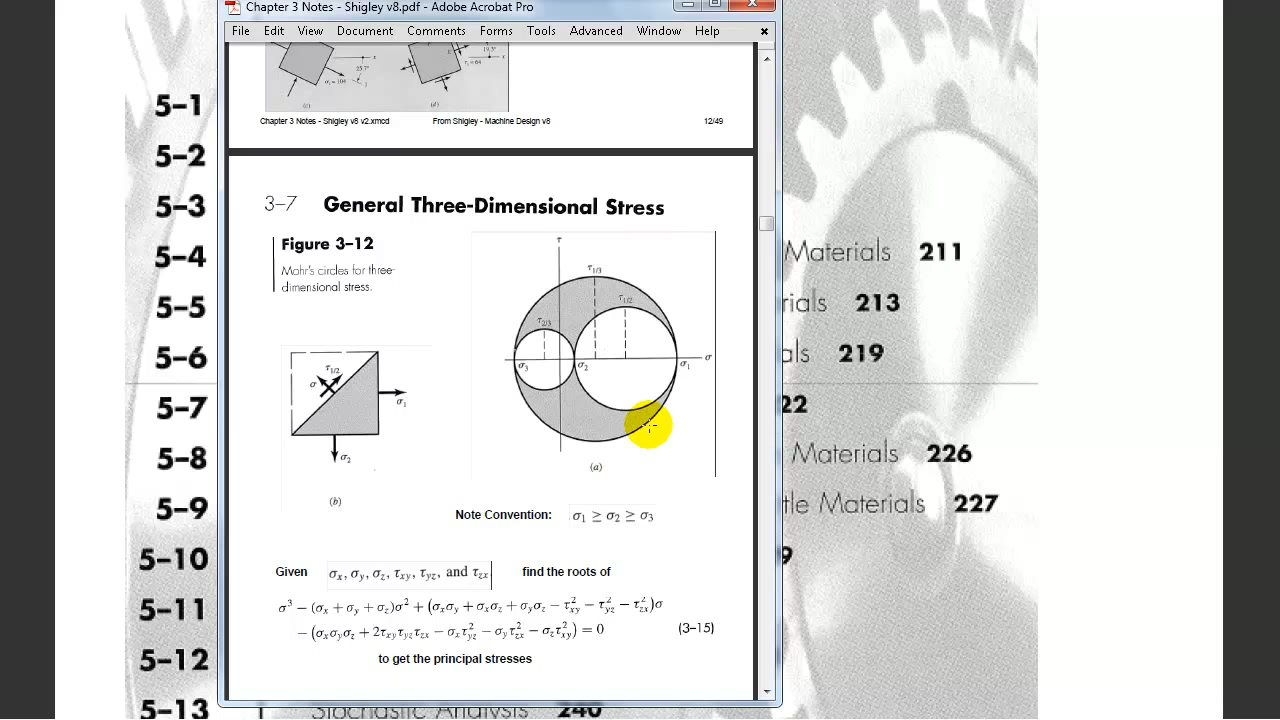 Chapter 3 Notes - Shigley v8.pdf - Adobe Acrobat Pro
File Edit View Document Comments Forms Tools Advanced Window Help
(c) (d)
Chapter 3 Notes - Shigley v8 v2.xmcd From Shigley - Machine Design v8 12/49
3–7 General Three-Dimensional Stress
Figure 3–12
Mohr's circles for three-
dimensional stress.
τ
τ1/3
τ1/2
τ2/3
σ
σ3 σ2 σ1
(a)
τ1/2
σ
σ1
σ2
(b)
Note Convention: σ1 ≥ σ2 ≥ σ3
Given σx, σy, σz, τxy, τyz, and τzx find the roots of
σ³ − (σx + σy + σz)σ² + (σxσy + σxσz + σyσz − τ²xy − τ²yz − τ²zx)σ
− (σxσyσz + 2τxyτyzτzx − σxτ²yz − σyτ²zx − σzτ²xy) = 0 (3–15)
to get the principal stresses
5–1
5–2
5–3
5–4
5–5
5–6
5–7
5–8
5–9
5–10
5–11
5–12
5–13
Materials 211
rials 213
als 219
22
Materials 226
tle Materials 227
9
Stochastic Analysis 240